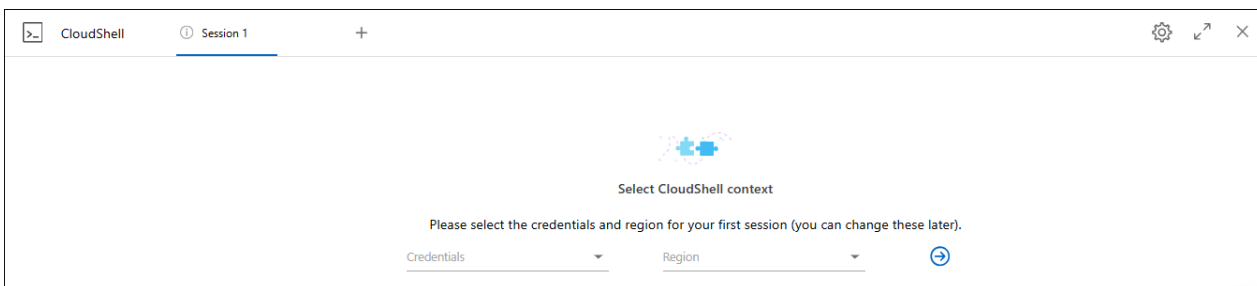 CloudShell
Session 1
Select CloudShell context
Please select the credentials and region for your first session (you can change these later).
Credentials
Region